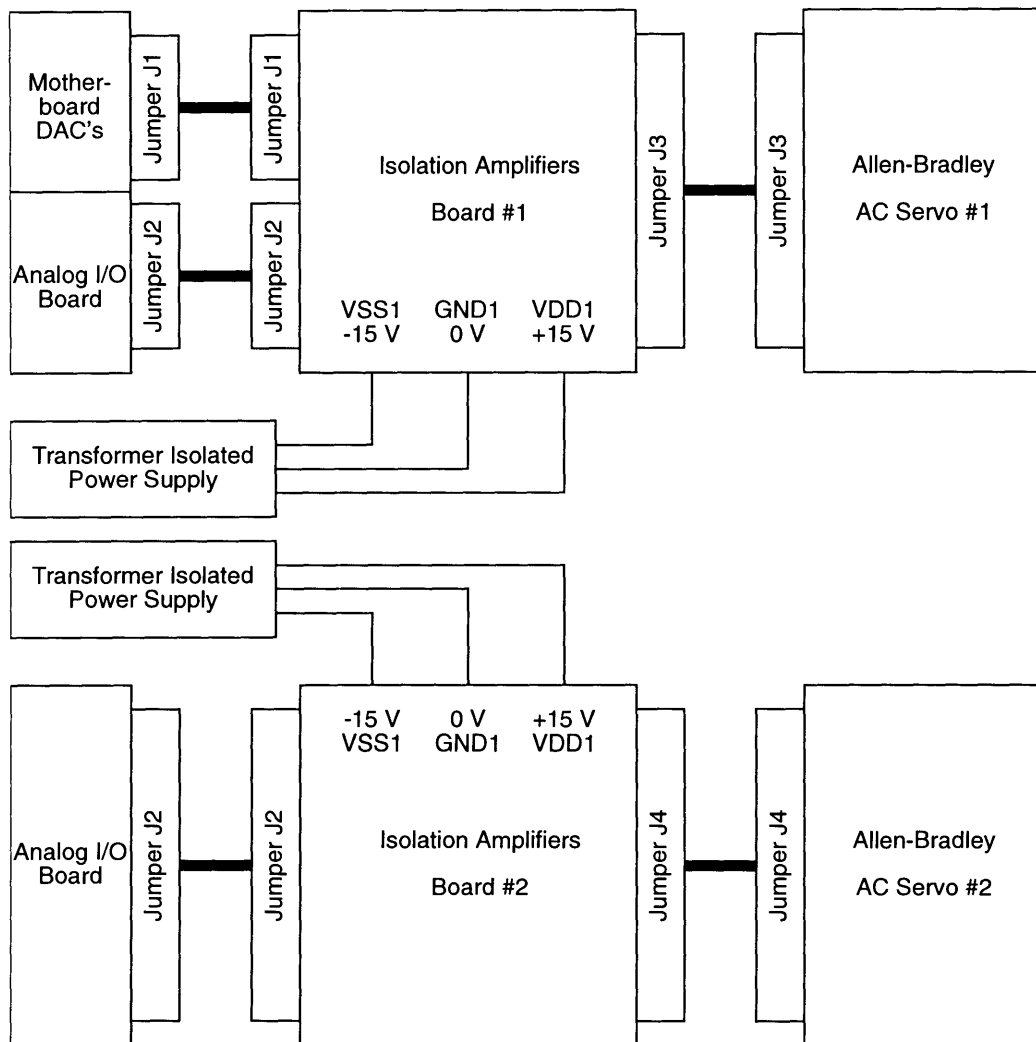 Mother-
board
DAC's
Jumper J1
Jumper J1
Analog I/O
Board
Jumper J2
Jumper J2
Isolation Amplifiers
Board #1
VSS1 GND1 VDD1
-15 V 0 V +15 V
Jumper J3
Jumper J3
Allen-Bradley
AC Servo #1
Transformer Isolated
Power Supply
Transformer Isolated
Power Supply
Analog I/O
Board
Jumper J2
Jumper J2
-15 V 0 V +15 V
VSS1 GND1 VDD1
Isolation Amplifiers
Board #2
Jumper J4
Jumper J4
Allen-Bradley
AC Servo #2